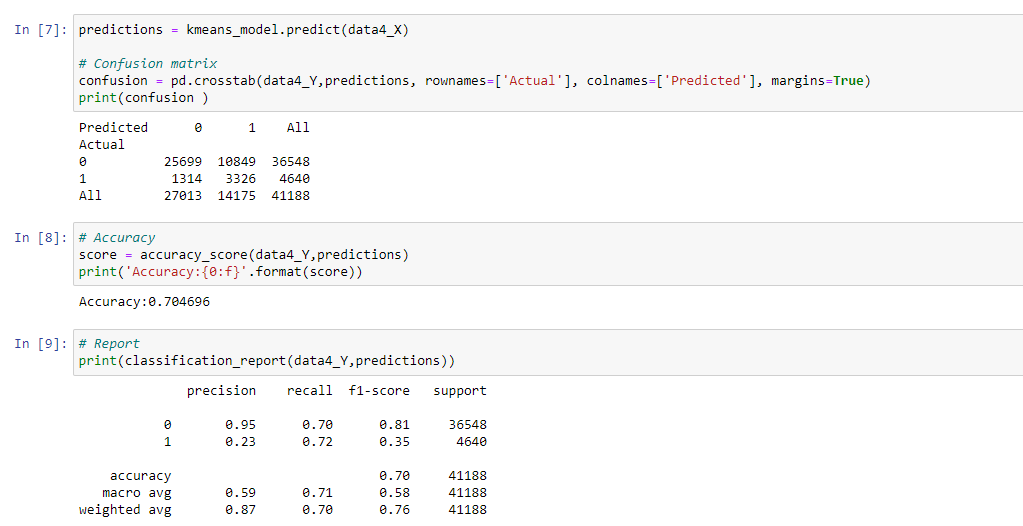 In [7]: predictions = kmeans_model.predict(data4_X)
# Confusion matrix
confusion = pd.crosstab(data4_Y,predictions, rownames=['Actual'], colnames=['Predicted'], margins=True)
print(confusion )
Predicted 0 1 All
Actual
0 25699 10849 36548
1 1314 3326 4640
All 27013 14175 41188
In [8]: # Accuracy
score = accuracy_score(data4_Y,predictions)
print('Accuracy:{0:f}'.format(score))
Accuracy:0.704696
In [9]: # Report
print(classification_report(data4_Y,predictions))
precision recall f1-score support
0 0.95 0.70 0.81 36548
1 0.23 0.72 0.35 4640
accuracy 0.70 41188
macro avg 0.59 0.71 0.58 41188
weighted avg 0.87 0.70 0.76 41188